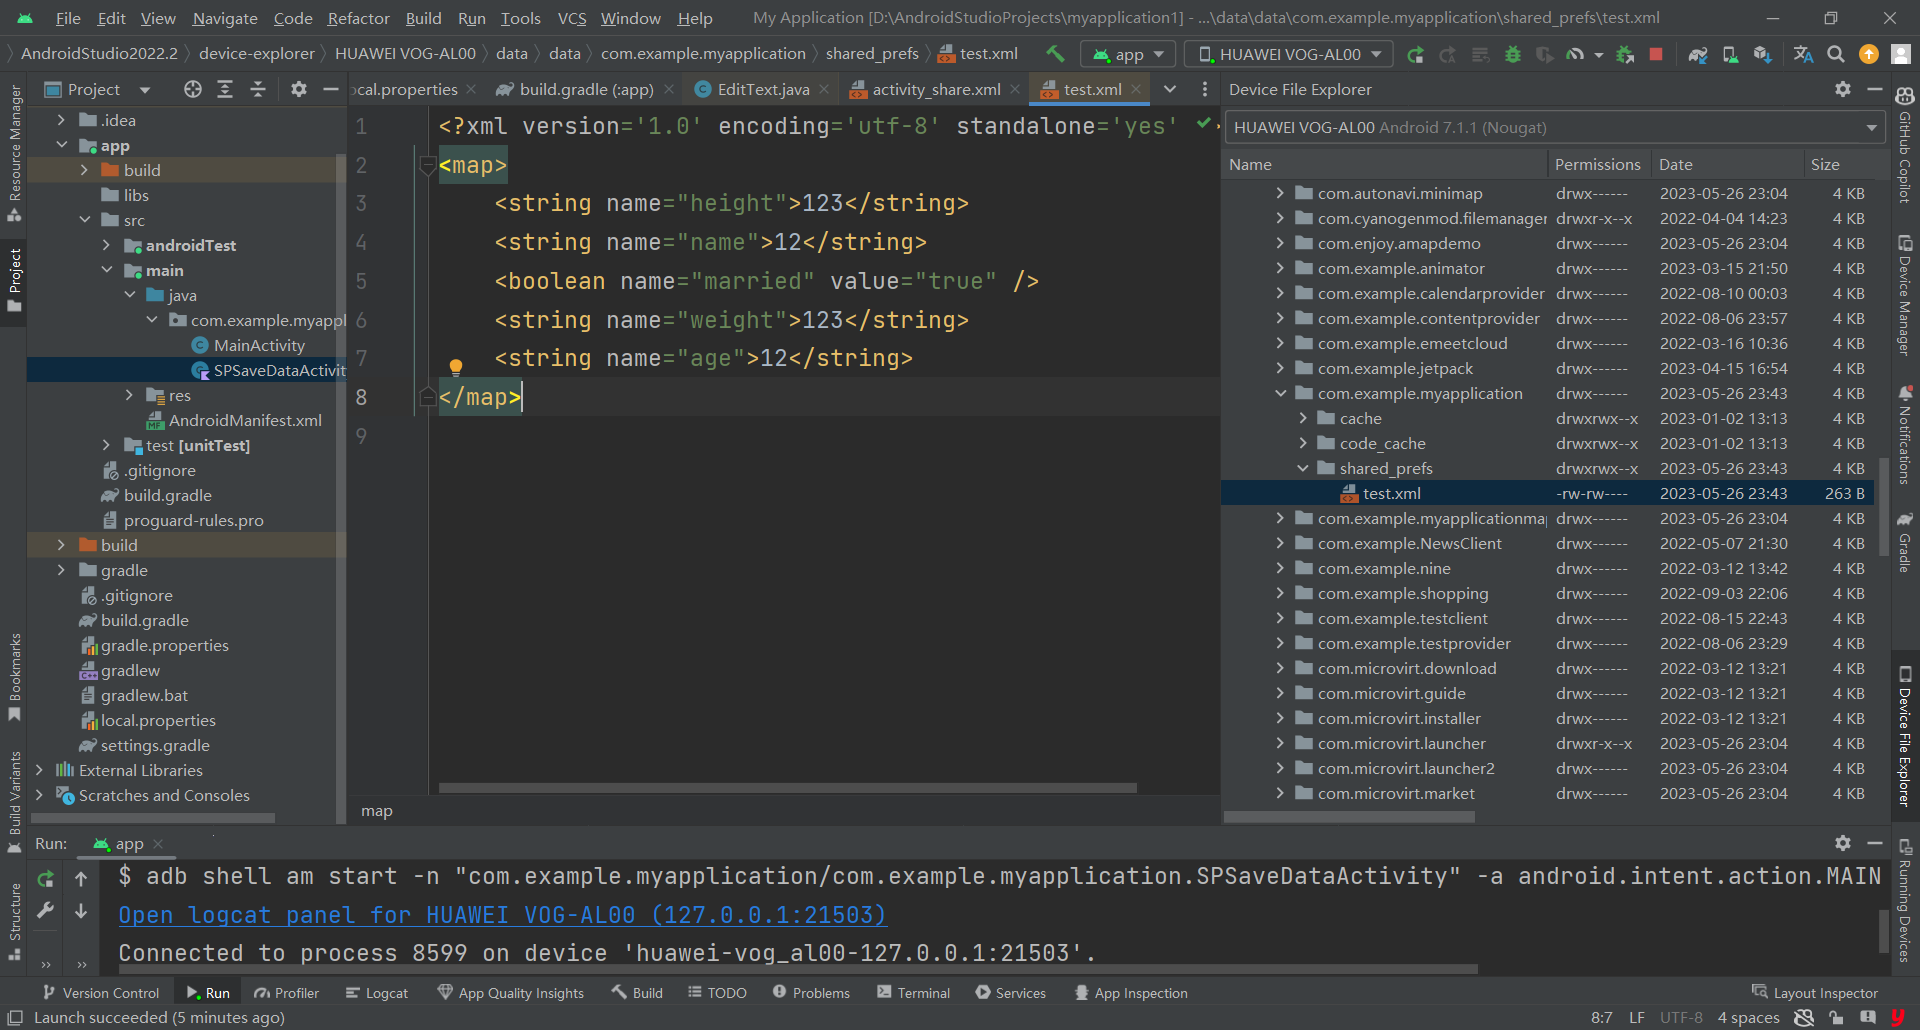 File Edit View Navigate Code Refactor Build Run Tools VCS Window Help My Application [D:\AndroidStudioProjects\myapplication1] - ...\data\data\com.example.myapplication\shared_prefs\test.xml
AndroidStudio2022.2 device-explorer HUAWEI VOG-AL00 data data com.example.myapplication shared_prefs test.xml app HUAWEI VOG-AL00
Project
ocal.properties build.gradle (:app) EditText.java activity_share.xml test.xml
Resource Manager
Project
Bookmarks
Build Variants
Structure
.idea
app
build
libs
src
androidTest
main
java
com.example.myappl
MainActivity
SPSaveDataActivit
res
AndroidManifest.xml
test [unitTest]
.gitignore
build.gradle
proguard-rules.pro
build
gradle
.gitignore
build.gradle
gradle.properties
gradlew
gradlew.bat
local.properties
settings.gradle
External Libraries
Scratches and Consoles
1 <?xml version='1.0' encoding='utf-8' standalone='yes'
2 <map>
3 <string name="height">123</string>
4 <string name="name">12</string>
5 <boolean name="married" value="true" />
6 <string name="weight">123</string>
7 <string name="age">12</string>
8 </map>
9
map
Device File Explorer
HUAWEI VOG-AL00 Android 7.1.1 (Nougat)
Name Permissions Date Size
com.autonavi.minimap drwx------ 2023-05-26 23:04 4 KB
com.cyanogenmod.filemanager drwxr-x--x 2022-04-04 14:23 4 KB
com.enjoy.amapdemo drwx------ 2023-05-26 23:04 4 KB
com.example.animator drwx------ 2023-03-15 21:50 4 KB
com.example.calendarprovider drwx------ 2022-08-10 00:03 4 KB
com.example.contentprovider drwx------ 2022-08-06 23:57 4 KB
com.example.emeetcloud drwx------ 2022-03-16 10:36 4 KB
com.example.jetpack drwx------ 2023-04-15 16:54 4 KB
com.example.myapplication drwx------ 2023-05-26 23:43 4 KB
cache drwxrwx--x 2023-01-02 13:13 4 KB
code_cache drwxrwx--x 2023-01-02 13:13 4 KB
shared_prefs drwxrwx--x 2023-05-26 23:43 4 KB
test.xml -rw-rw---- 2023-05-26 23:43 263 B
com.example.myapplicationma drwx------ 2023-05-26 23:04 4 KB
com.example.NewsClient drwx------ 2022-05-07 21:30 4 KB
com.example.nine drwx------ 2022-03-12 13:42 4 KB
com.example.shopping drwx------ 2022-09-03 22:06 4 KB
com.example.testclient drwx------ 2022-08-15 22:43 4 KB
com.example.testprovider drwx------ 2022-08-06 23:29 4 KB
com.microvirt.download drwx------ 2022-03-12 13:21 4 KB
com.microvirt.guide drwx------ 2022-03-12 13:21 4 KB
com.microvirt.installer drwx------ 2022-03-12 13:21 4 KB
com.microvirt.launcher drwxr-x--x 2023-05-26 23:04 4 KB
com.microvirt.launcher2 drwx------ 2023-05-26 23:04 4 KB
com.microvirt.market drwx------ 2023-05-26 23:04 4 KB
GitHub Copilot
Device Manager
Notifications
Gradle
Device File Explorer
Running Devices
Run: app
$ adb shell am start -n "com.example.myapplication/com.example.myapplication.SPSaveDataActivity" -a android.intent.action.MAIN
Open logcat panel for HUAWEI VOG-AL00 (127.0.0.1:21503)
Connected to process 8599 on device 'huawei-vog_al00-127.0.0.1:21503'.
Version Control Run Profiler Logcat App Quality Insights Build TODO Problems Terminal Services App Inspection Layout Inspector
Launch succeeded (5 minutes ago) 8:7 LF UTF-8 4 spaces